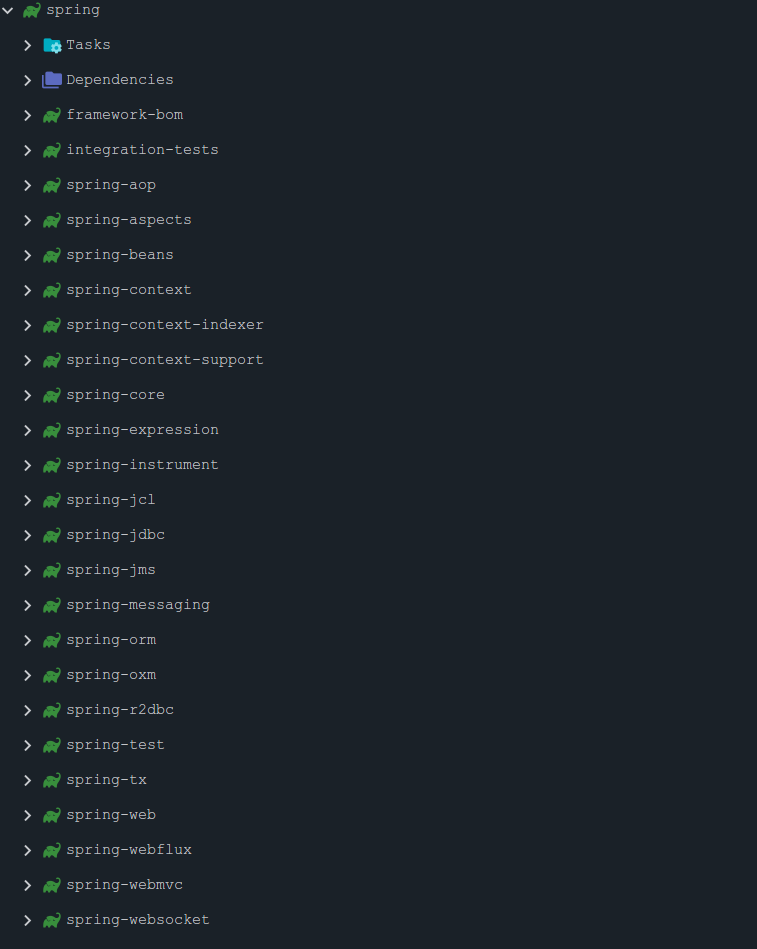 spring
Tasks
Dependencies
framework-bom
integration-tests
spring-aop
spring-aspects
spring-beans
spring-context
spring-context-indexer
spring-context-support
spring-core
spring-expression
spring-instrument
spring-jcl
spring-jdbc
spring-jms
spring-messaging
spring-orm
spring-oxm
spring-r2dbc
spring-test
spring-tx
spring-web
spring-webflux
spring-webmvc
spring-websocket